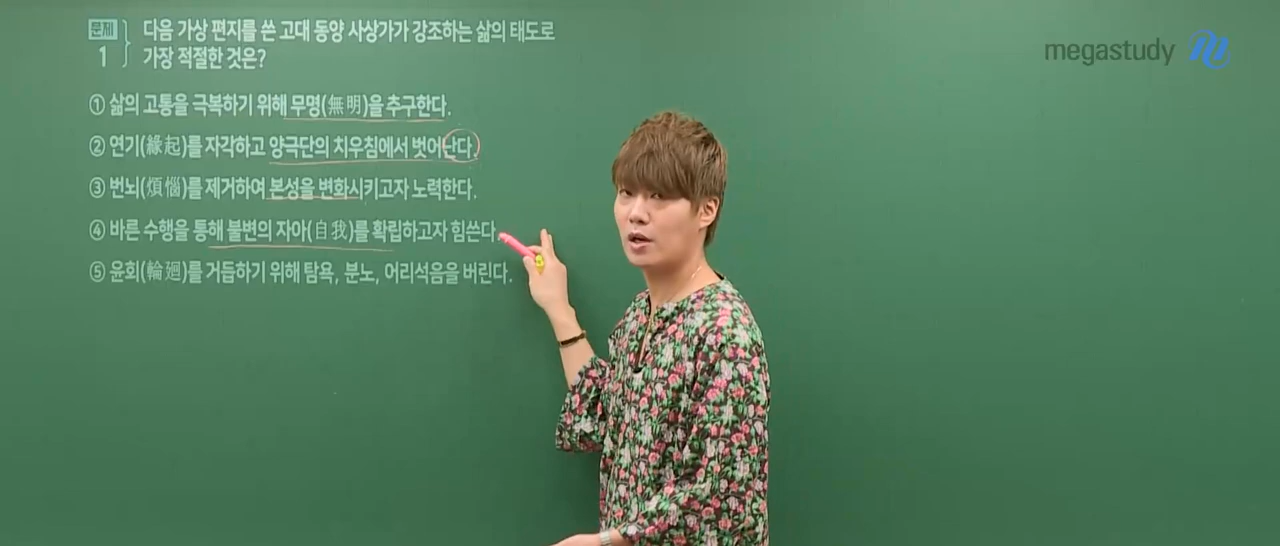 문제
1
다음 가상 편지를 쓴 고대 동양 사상가가 강조하는 삶의 태도로
가장 적절한 것은?
① 삶의 고통을 극복하기 위해 무명(無明)을 추구한다.
② 연기(緣起)를 자각하고 양극단의 치우침에서 벗어난다.
③ 번뇌(煩惱)를 제거하여 본성을 변화시키고자 노력한다.
④ 바른 수행을 통해 불변의 자아(自我)를 확립하고자 힘쓴다.
⑤ 윤회(輪廻)를 거듭하기 위해 탐욕, 분노, 어리석음을 버린다.
megastudy